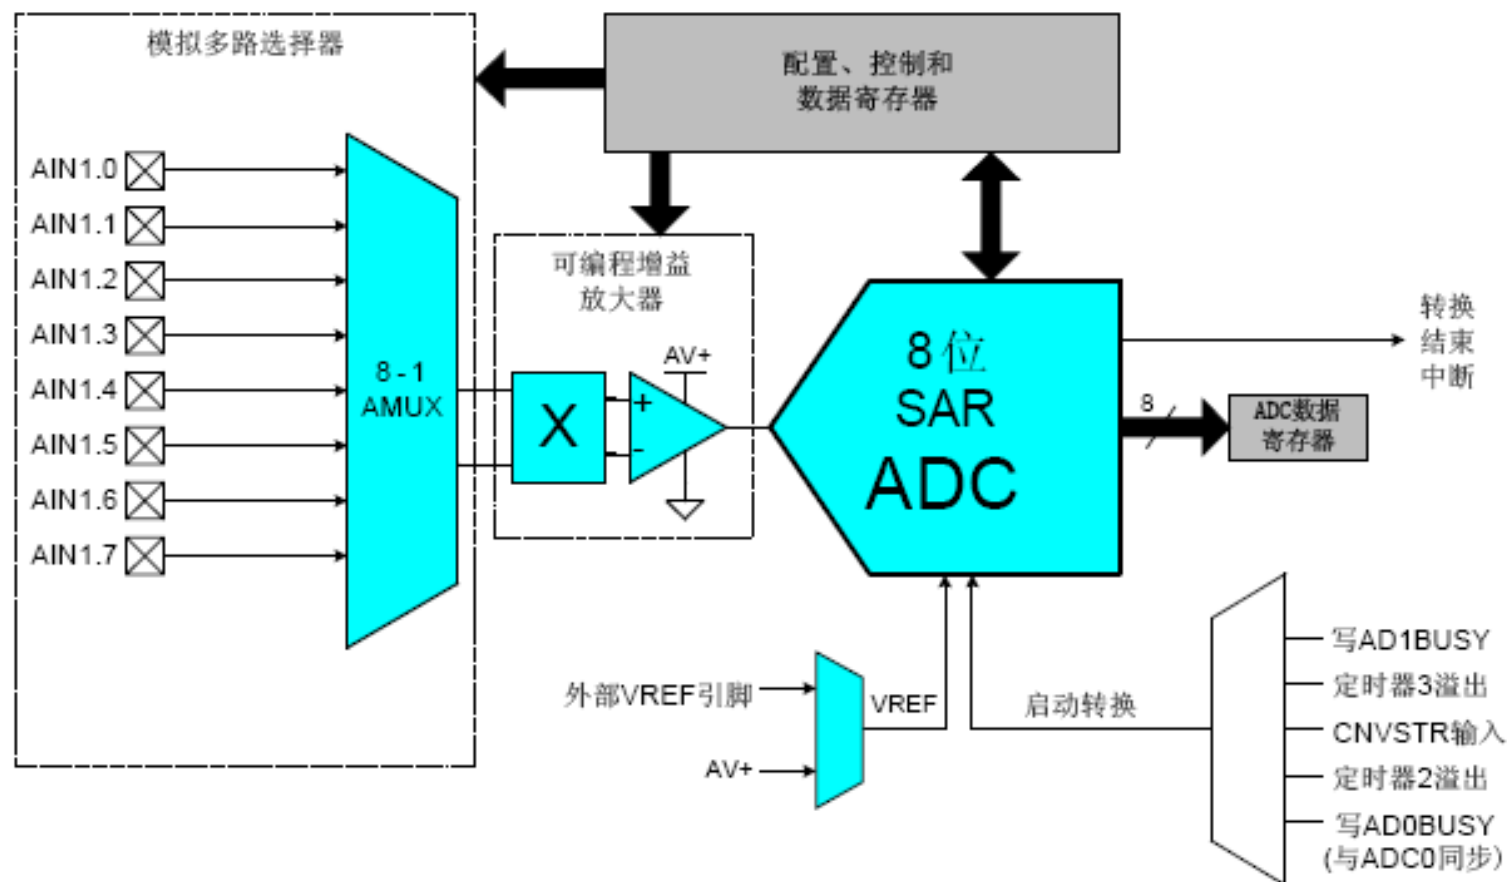 模拟多路选择器
配置、控制和
数据寄存器
AIN1.0
AIN1.1
AIN1.2
AIN1.3
AIN1.4
AIN1.5
AIN1.6
AIN1.7
8-1
AMUX
可编程增益
放大器
AV+
X
+
-
8位
SAR
ADC
转换
结束
中断
8
ADC数据
寄存器
外部VREF引脚
AV+
VREF
启动转换
写AD1BUSY
定时器3溢出
CNVSTR输入
定时器2溢出
写AD0BUSY
(与ADC0同步)